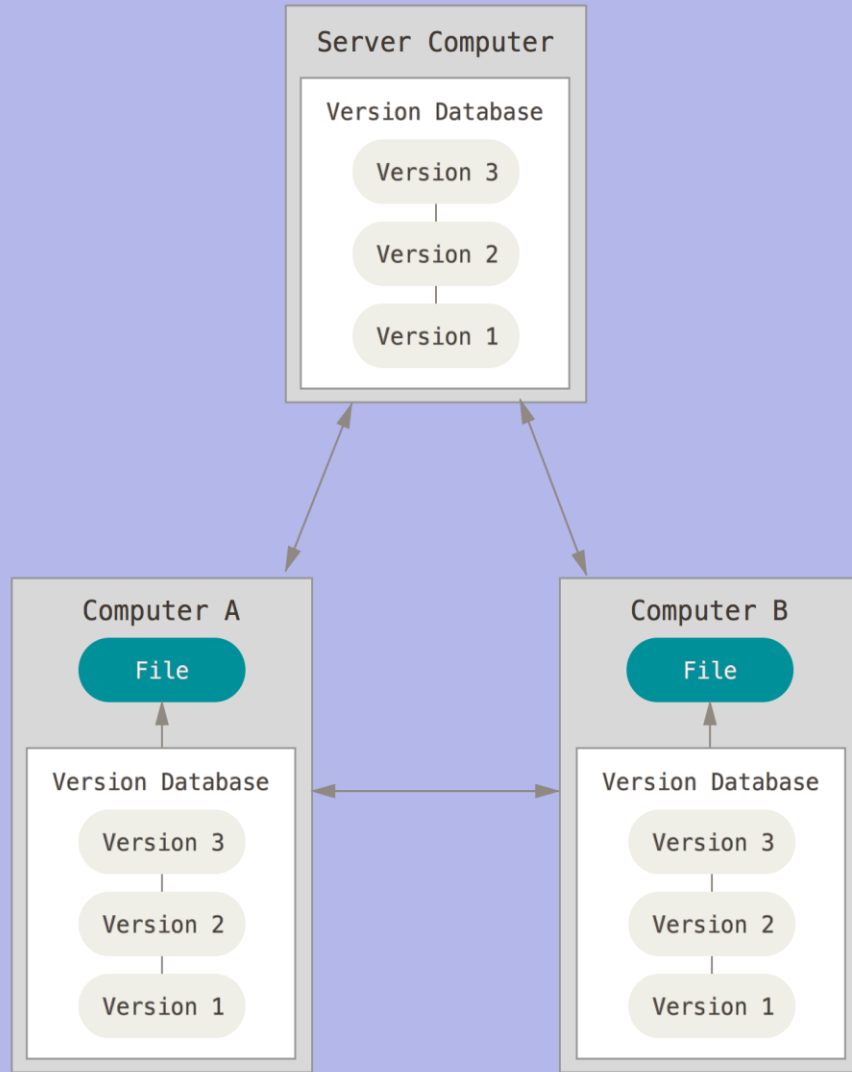 Server Computer
Version Database
Version 3
Version 2
Version 1
Computer A
File
Version Database
Version 3
Version 2
Version 1
Computer B
File
Version Database
Version 3
Version 2
Version 1